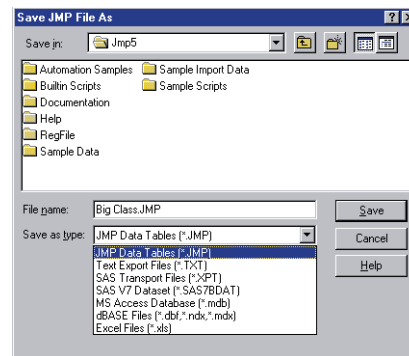 Save JMP File As
Save in: Jmp5
Automation Samples
Builtin Scripts
Documentation
Help
RegFile
Sample Data
Sample Import Data
Sample Scripts
File name: Big Class.JMP
Save
Save as type: JMP Data Tables (*.JMP)
Cancel
JMP Data Tables (*.JMP)
Text Export Files (*.TXT)
Help
SAS Transport Files (*.XPT)
SAS V7 Dataset (*.SAS7BDAT)
MS Access Database (*.mdb)
dBASE Files (*.dbf,*.ndx,*.mdx)
Excel Files (*.xls)